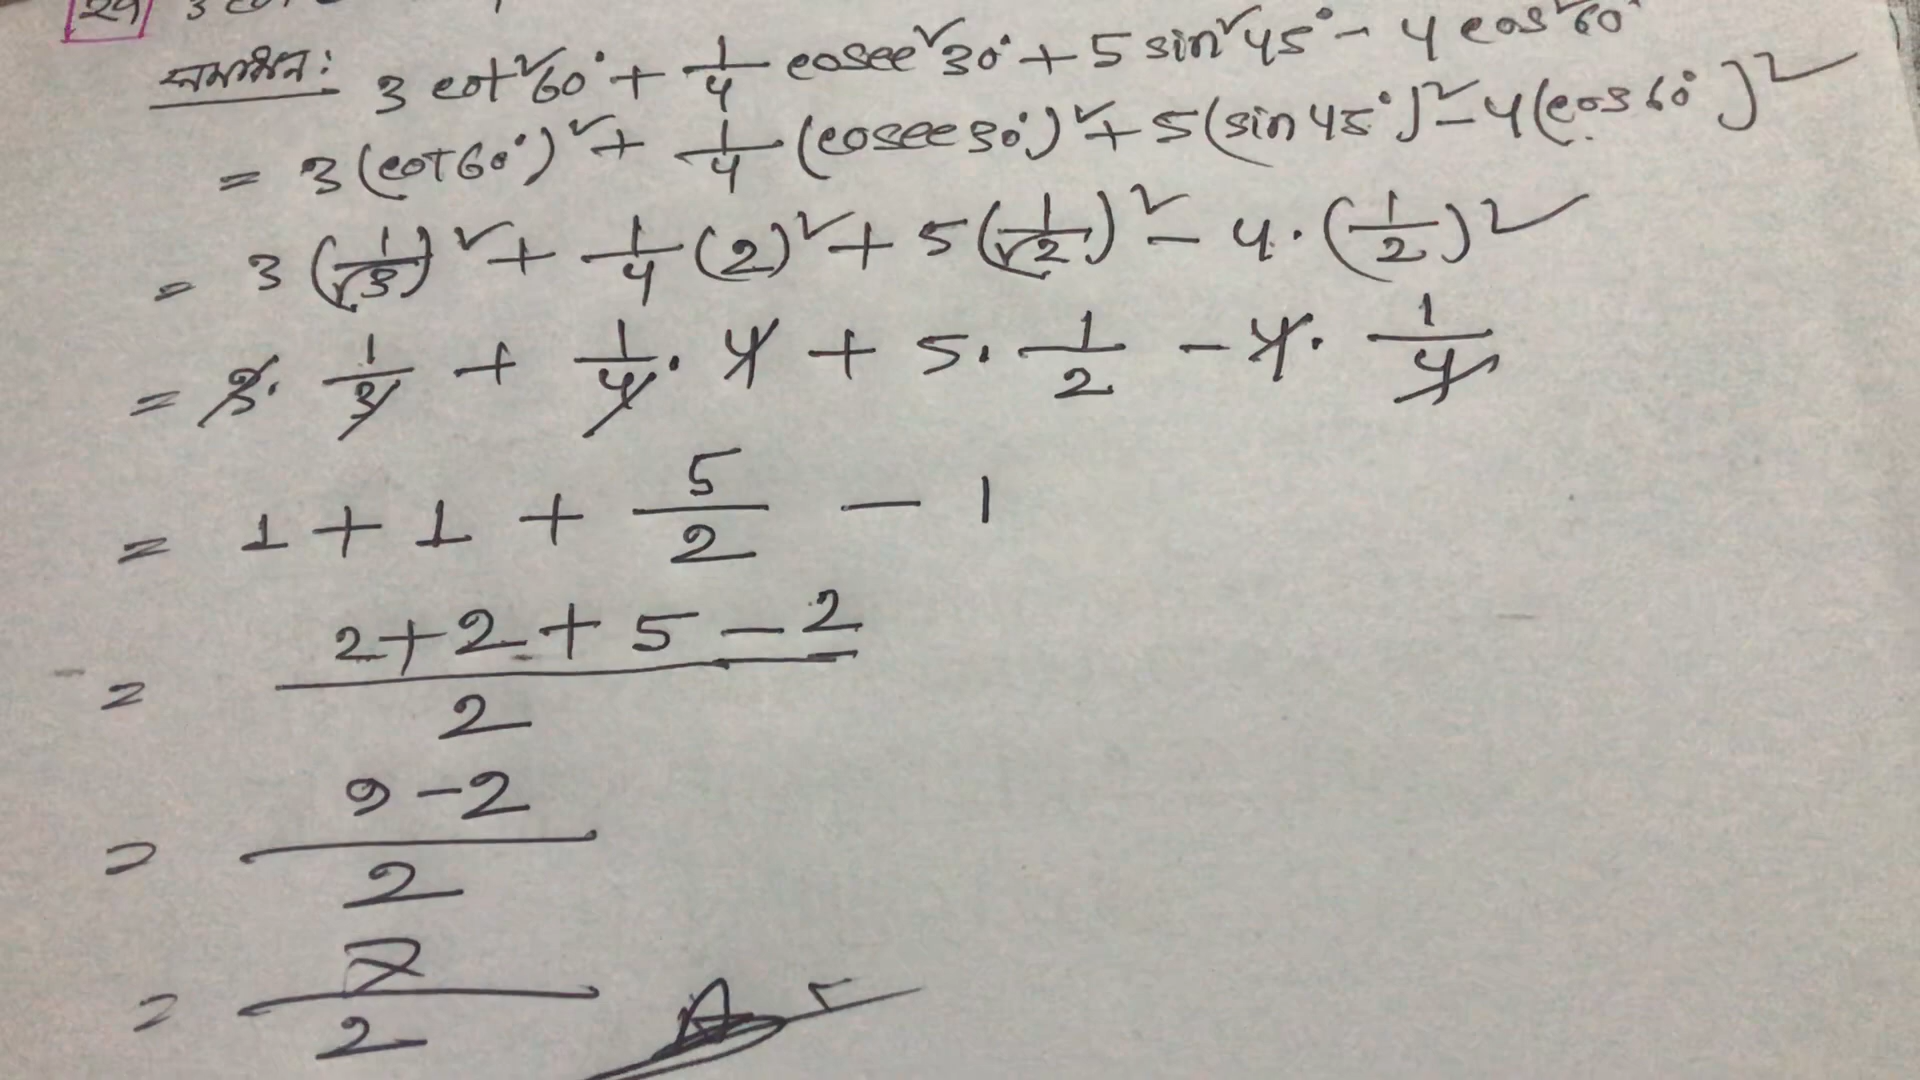 24
সমাধান: 3 cot²60° + 1/4 cosec²30° + 5 sin²45° - 4 cos²60°
= 3(cot60°)² + 1/4 (cosec30°)² + 5(sin45°)² - 4(cos60°)²
= 3(1/√3)² + 1/4 (2)² + 5(1/√2)² - 4.(1/2)²
= 3. 1/3 + 1/4 . 4 + 5. 1/2 - 4. 1/4
= 1 + 1 + 5/2 - 1
= 2+2+5-2/2
= 9-2/2
= 7/2